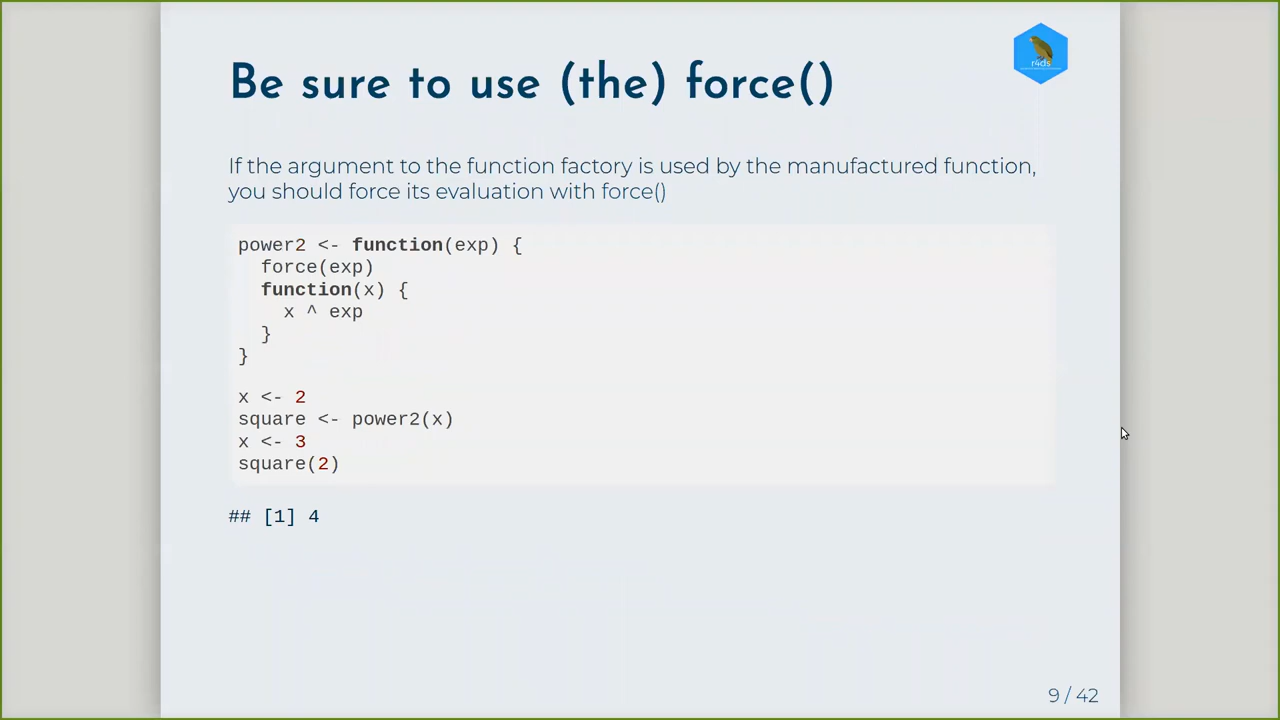 Be sure to use (the) force()
r4ds
If the argument to the function factory is used by the manufactured function,
you should force its evaluation with force()
power2 <- function(exp) {
  force(exp)
  function(x) {
    x ^ exp
  }
}
x <- 2
square <- power2(x)
x <- 3
square(2)
## [1] 4
9 / 42